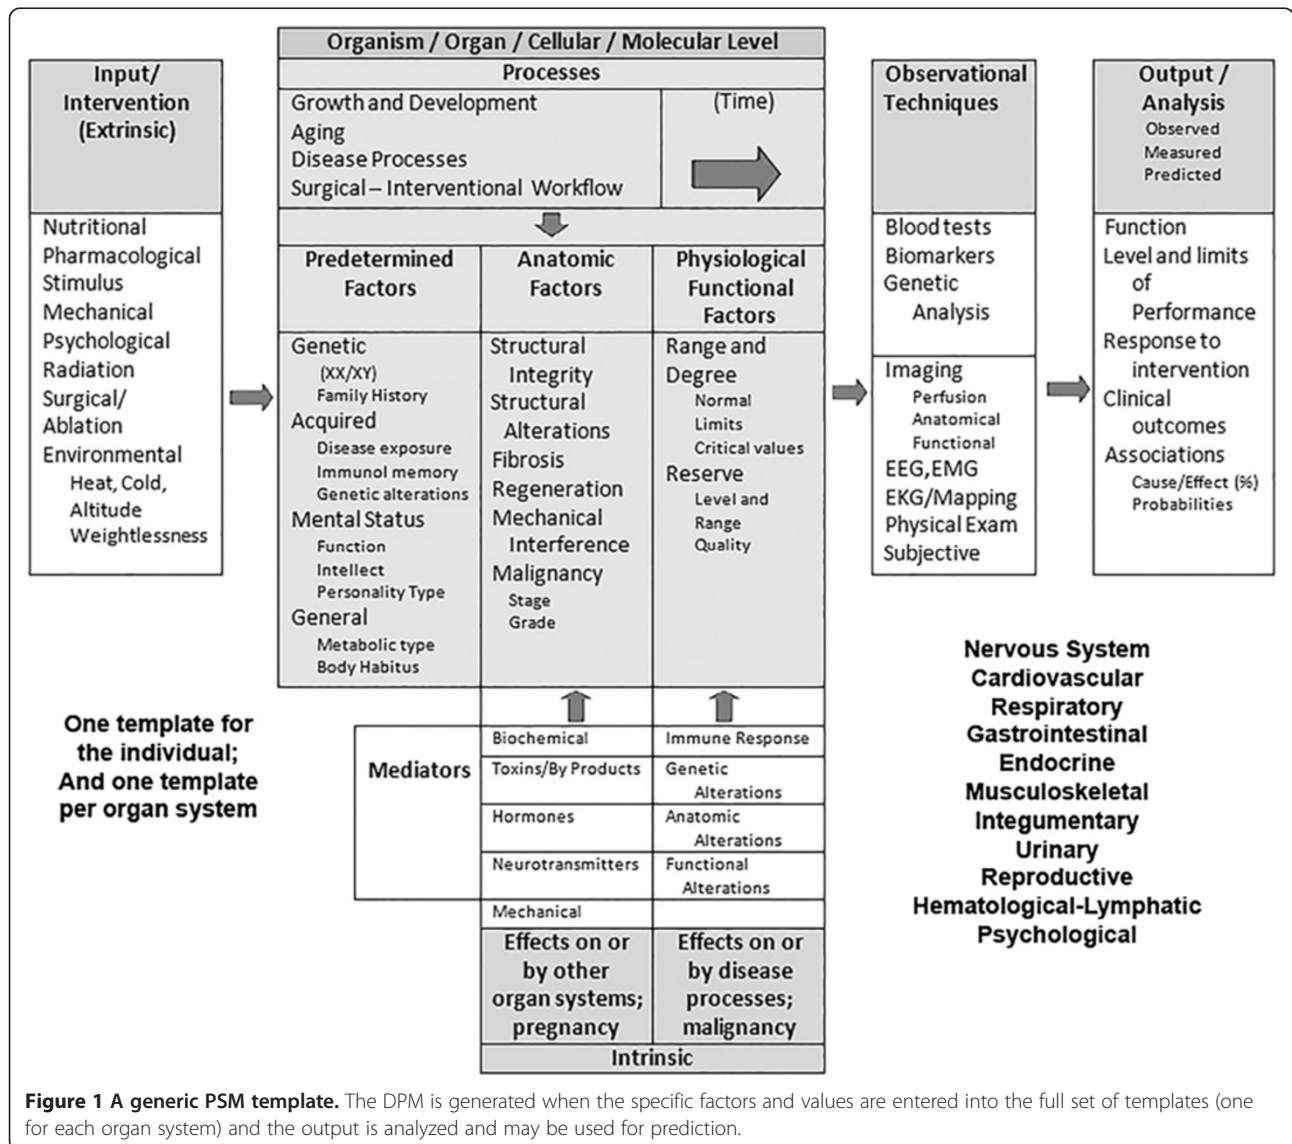 Organism / Organ / Cellular / Molecular Level
Processes
Growth and Development
Aging
Disease Processes
Surgical – Interventional Workflow
(Time)
Input/
Intervention
(Extrinsic)
Nutritional
Pharmacological
Stimulus
Mechanical
Psychological
Radiation
Surgical/
Ablation
Environmental
Heat, Cold,
Altitude
Weightlessness
Predetermined
Factors
Genetic
(XX/XY)
Family History
Acquired
Disease exposure
Immunol memory
Genetic alterations
Mental Status
Function
Intellect
Personality Type
General
Metabolic type
Body Habitus
Anatomic
Factors
Structural
Integrity
Structural
Alterations
Fibrosis
Regeneration
Mechanical
Interference
Malignancy
Stage
Grade
Physiological
Functional
Factors
Range and
Degree
Normal
Limits
Critical values
Reserve
Level and
Range
Quality
Observational
Techniques
Blood tests
Biomarkers
Genetic
Analysis
Imaging
Perfusion
Anatomical
Functional
EEG,EMG
EKG/Mapping
Physical Exam
Subjective
Output /
Analysis
Observed
Measured
Predicted
Function
Level and limits
of
Performance
Response to
intervention
Clinical
outcomes
Associations
Cause/Effect (%)
Probabilities
One template for
the individual;
And one template
per organ system
Mediators
Biochemical
Toxins/By Products
Hormones
Neurotransmitters
Mechanical
Effects on or
by other
organ systems;
pregnancy
Immune Response
Genetic
Alterations
Anatomic
Alterations
Functional
Alterations
Effects on or
by disease
processes;
malignancy
Intrinsic
Nervous System
Cardiovascular
Respiratory
Gastrointestinal
Endocrine
Musculoskeletal
Integumentary
Urinary
Reproductive
Hematological-Lymphatic
Psychological
Figure 1 A generic PSM template. The DPM is generated when the specific factors and values are entered into the full set of templates (one
for each organ system) and the output is analyzed and may be used for prediction.